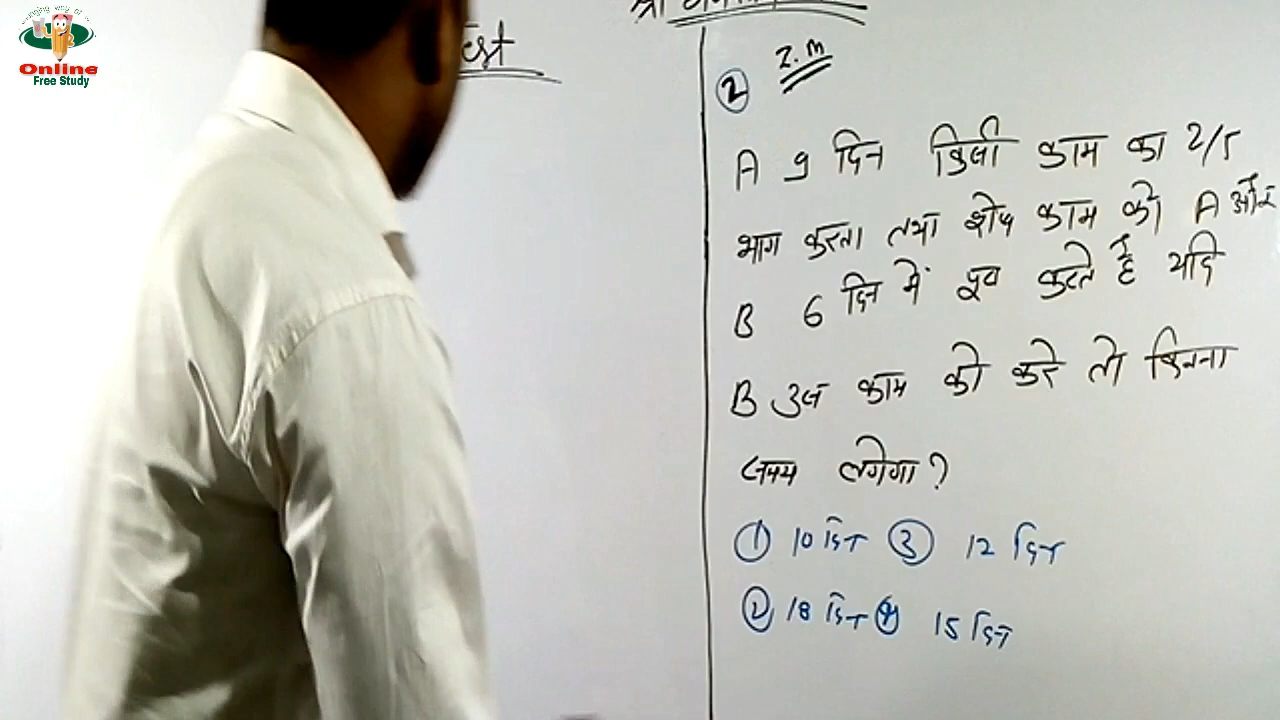 Online
Free Study
② 2.m
A 9 दिन किसी काम का 2/5
भाग करता तथा शेष काम को A और
B 6 दिन में पूरा करते है यदि
B उस काम को करे तो कितना
समय लगेगा?
① 10 दिन ③ 12 दिन
② 18 दिन ④ 15 दिन